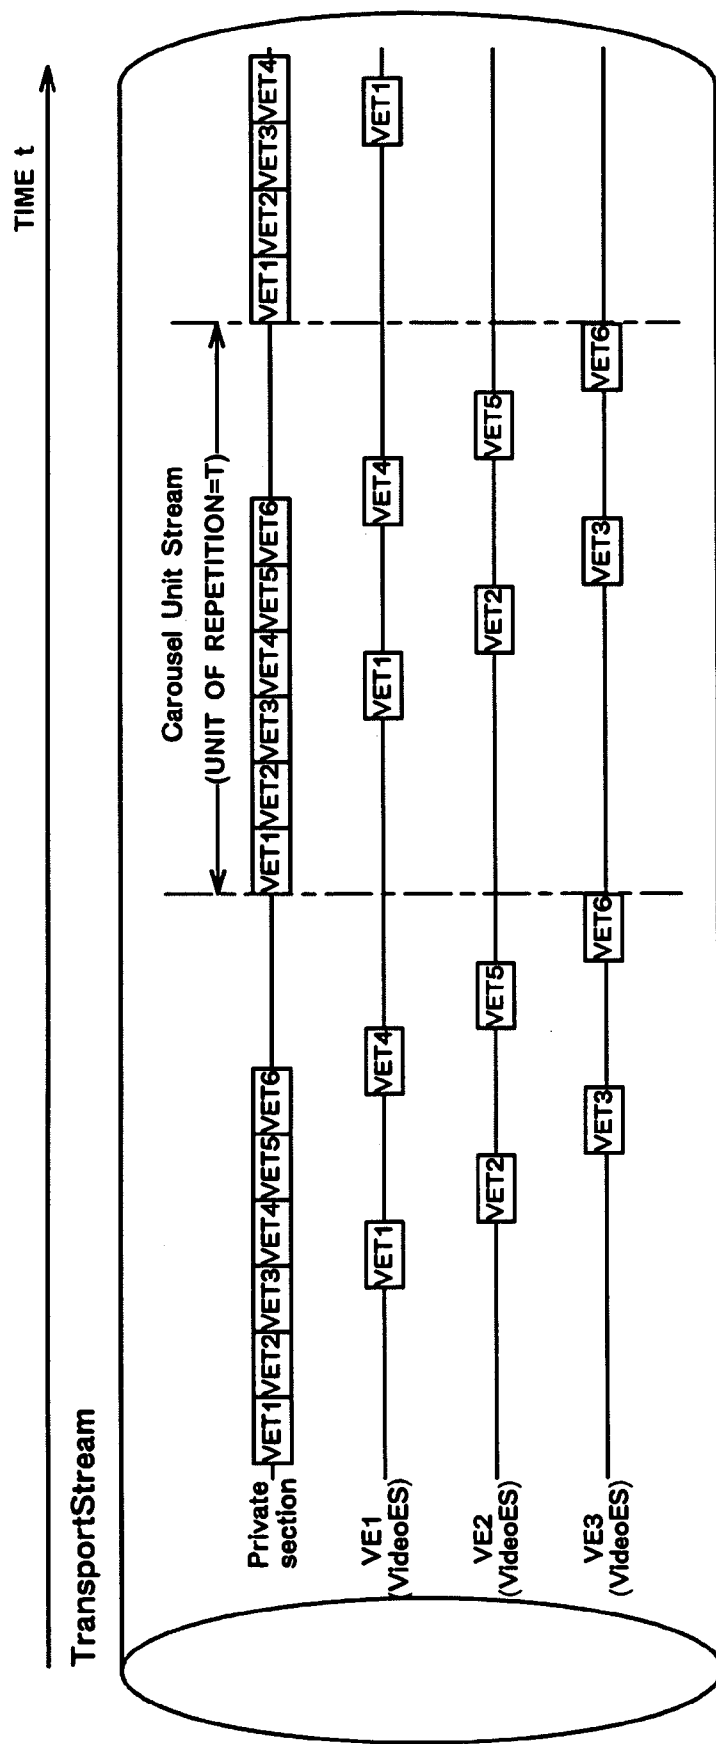 TIME t
TransportStream
Carousel Unit Stream
(UNIT OF REPETITION=T)
Private
section
VET1 VET2 VET3 VET4 VET5 VET6 VET1 VET2 VET3 VET4 VET5 VET6 VET1 VET2 VET3 VET4
VE1
(VideoES)
VET1 VET4 VET1 VET4 VET1
VE2
(VideoES)
VET2 VET5 VET2 VET5
VE3
(VideoES)
VET3 VET6 VET3 VET6